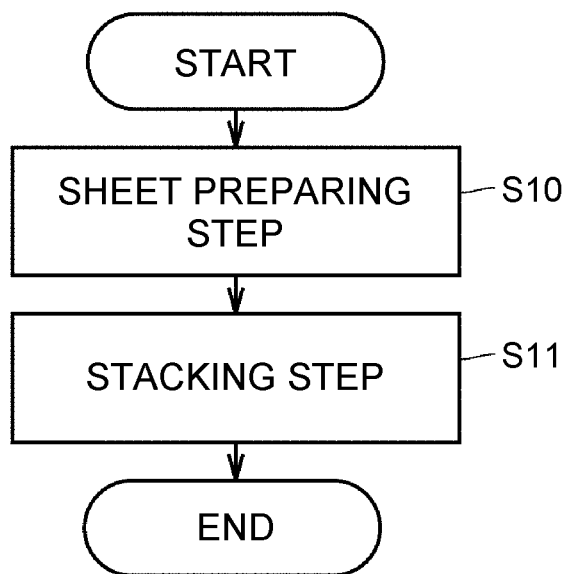 START
SHEET PREPARING
STEP
S10
STACKING STEP
S11
END